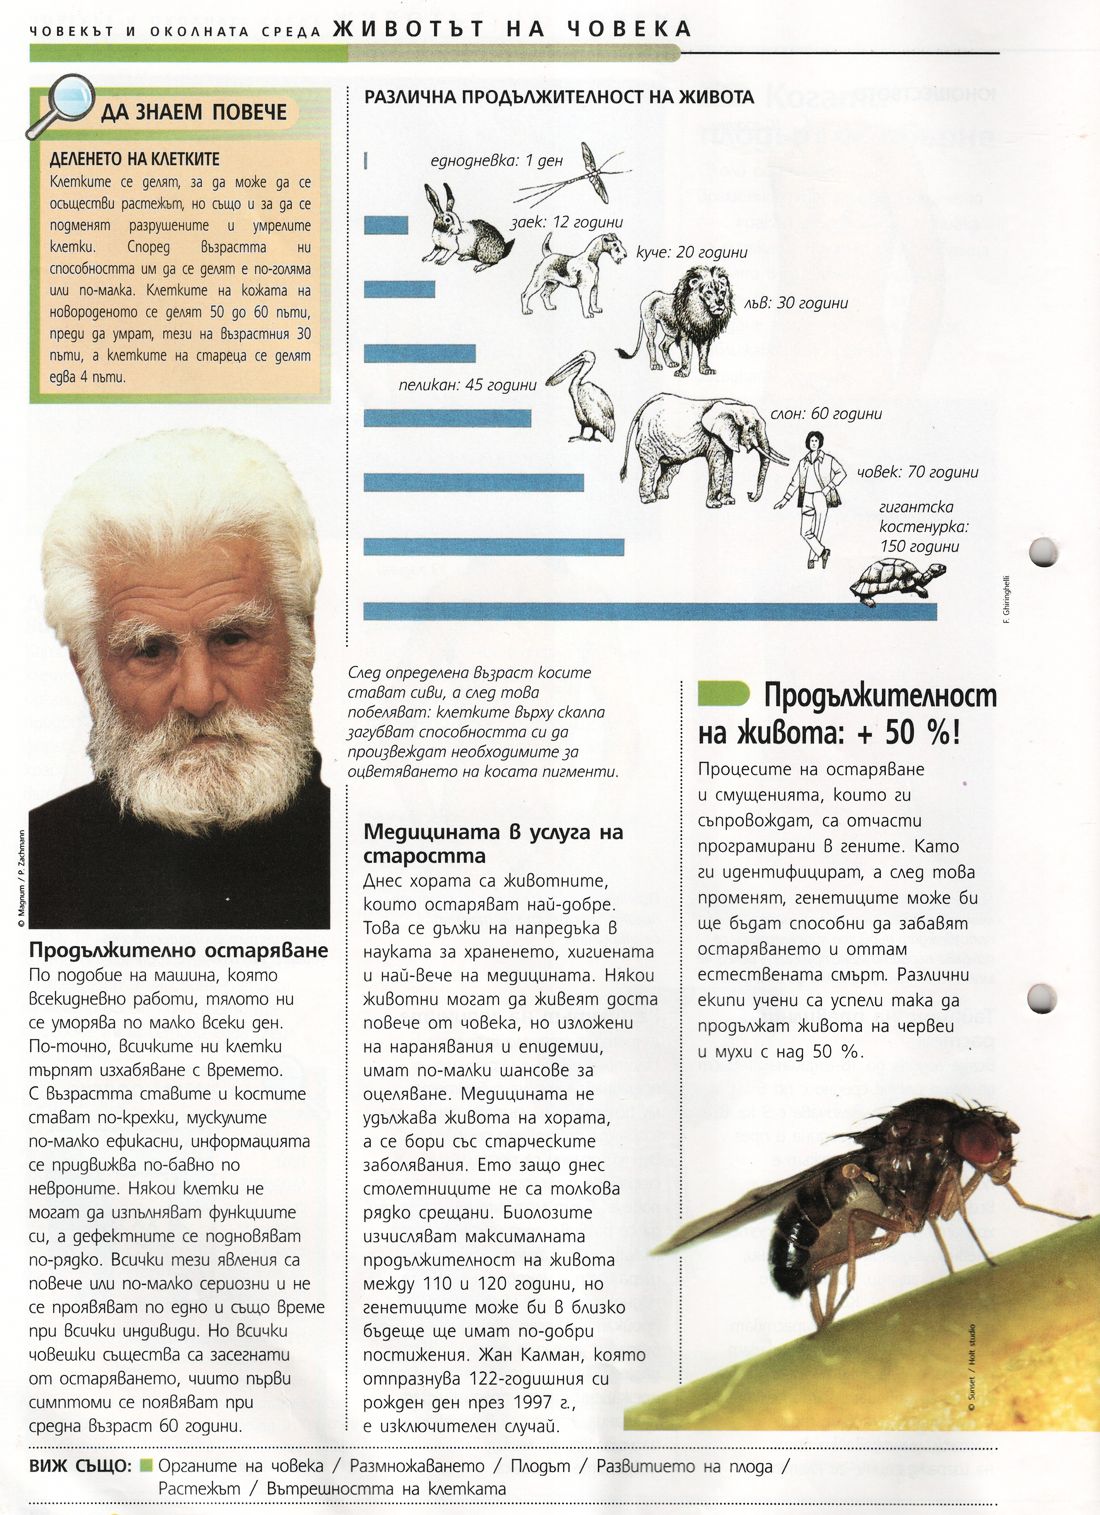 ЧОВЕКЪТ И ОКОЛНАТА СРЕДА ЖИВОТЪТ НА ЧОВЕКА
ДА ЗНАЕМ ПОВЕЧЕ
ДЕЛЕНЕТО НА КЛЕТКИТЕ
Клетките се делят, за да може да се
осъществи растежът, но също и за да се
подменят разрушените и умрелите
клетки. Според възрастта ни
способността им да се делят е по-голяма
или по-малка. Клетките на кожата на
новороденото се делят 50 до 60 пъти,
преди да умрат, тези на възрастния 30
пъти, а клетките на стареца се делят
едва 4 пъти.
РАЗЛИЧНА ПРОДЪЛЖИТЕЛНОСТ НА ЖИВОТА
еднодневка: 1 ден
заек: 12 години
куче: 20 години
лъв: 30 години
пеликан: 45 години
слон: 60 години
човек: 70 години
гигантска
костенурка:
150 години
F. Ghiringhelli
© Magnum / P. Zachmann
След определена възраст косите
стават сиви, а след това
побеляват: клетките върху скалпа
загубват способността си да
произвеждат необходимите за
оцветяването на косата пигменти.
Продължително остаряване
По подобие на машина, която
всекидневно работи, тялото ни
се уморява по малко всеки ден.
По-точно, всичките ни клетки
търпят изхабяване с времето.
С възрастта ставите и костите
стават по-крехки, мускулите
по-малко ефикасни, информацията
се придвижва по-бавно по
невроните. Някои клетки не
могат да изпълняват функциите
си, а дефектните се подновяват
по-рядко. Всички тези явления са
повече или по-малко сериозни и не
се проявяват по едно и също време
при всички индивиди. Но всички
човешки същества са засегнати
от остаряването, чиито първи
симптоми се появяват при
средна възраст 60 години.
Медицината в услуга на
старостта
Днес хората са животните,
които остаряват най-добре.
Това се дължи на напредъка в
науката за храненето, хигиената
и най-вече на медицината. Някои
животни могат да живеят доста
повече от човека, но изложени
на наранявания и епидемии,
имат по-малки шансове за
оцеляване. Медицината не
удължава живота на хората,
а се бори със старческите
заболявания. Ето защо днес
столетниците не са толкова
рядко срещани. Биолозите
изчисляват максималната
продължителност на живота
между 110 и 120 години, но
генетиците може би в близко
бъдеще ще имат по-добри
постижения. Жан Калман, която
отпразнува 122-годишния си
рожден ден през 1997 г.,
е изключителен случай.
Продължителност
на живота: + 50 %!
Процесите на остаряване
и смущенията, които ги
съпровождат, са отчасти
програмирани в гените. Като
ги идентифицират, а след това
променят, генетиците може би
ще бъдат способни да забавят
остаряването и оттам
естествената смърт. Различни
екипи учени са успели така да
продължат живота на червеи
и мухи с над 50 %.
© Sunset / Holt studio
ВИЖ СЪЩО: Органите на човека / Размножаването / Плодът / Развитието на плода /
Растежът / Вътрешността на клетката